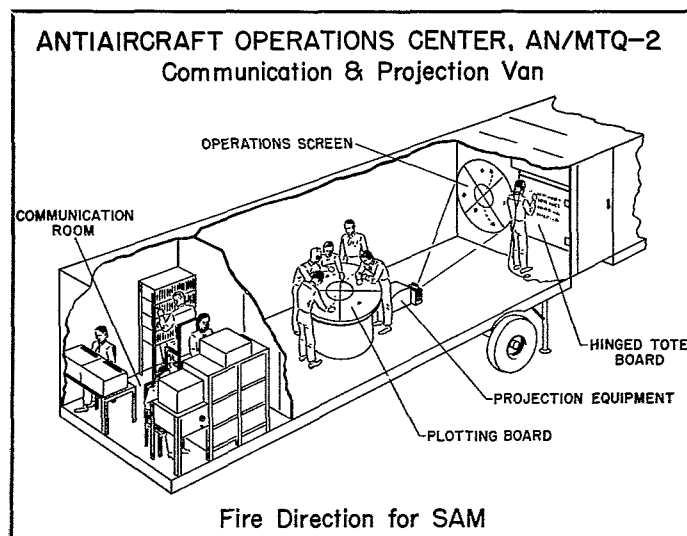 ANTIAIRCRAFT OPERATIONS CENTER, AN/MTQ-2
Communication & Projection Van
OPERATIONS SCREEN
COMMUNICATION
ROOM
HINGED TOTE
BOARD
PROJECTION EQUIPMENT
PLOTTING BOARD
Fire Direction for SAM